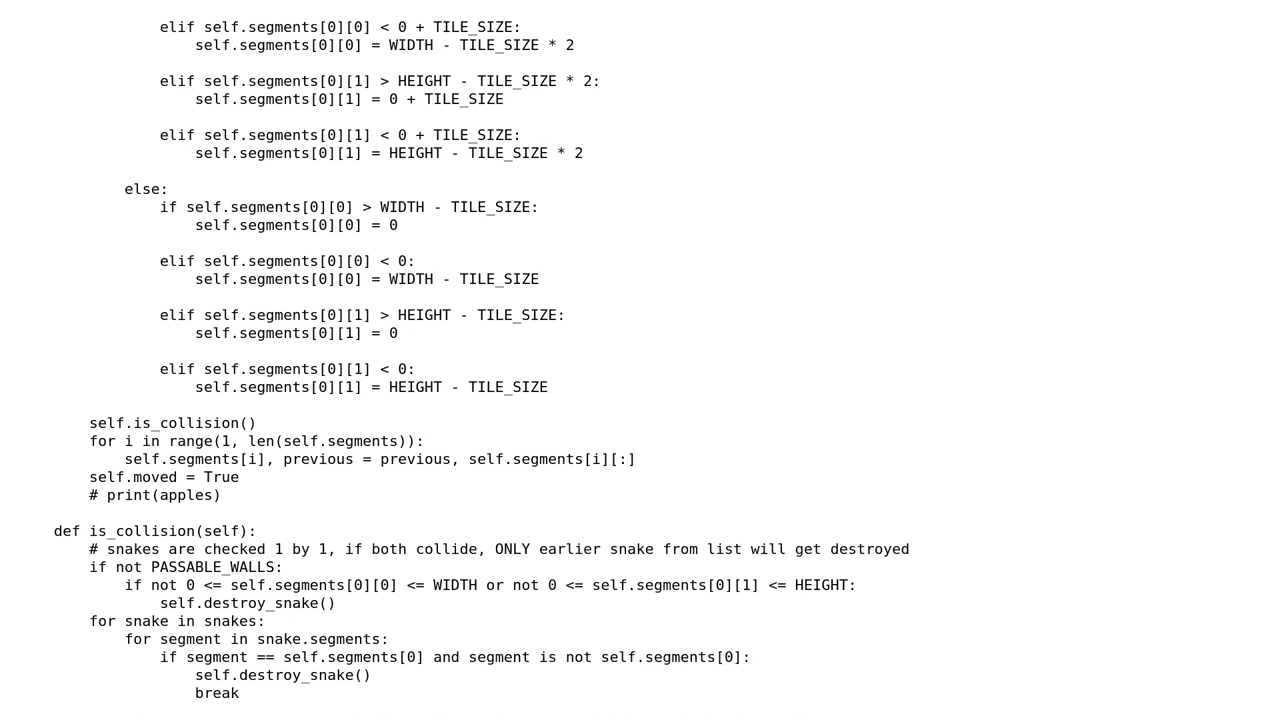 elif self.segments[0][0] < 0 + TILE_SIZE:
                self.segments[0][0] = WIDTH - TILE_SIZE * 2

            elif self.segments[0][1] > HEIGHT - TILE_SIZE * 2:
                self.segments[0][1] = 0 + TILE_SIZE

            elif self.segments[0][1] < 0 + TILE_SIZE:
                self.segments[0][1] = HEIGHT - TILE_SIZE * 2

        else:
            if self.segments[0][0] > WIDTH - TILE_SIZE:
                self.segments[0][0] = 0

            elif self.segments[0][0] < 0:
                self.segments[0][0] = WIDTH - TILE_SIZE

            elif self.segments[0][1] > HEIGHT - TILE_SIZE:
                self.segments[0][1] = 0

            elif self.segments[0][1] < 0:
                self.segments[0][1] = HEIGHT - TILE_SIZE

    self.is_collision()
    for i in range(1, len(self.segments)):
        self.segments[i], previous = previous, self.segments[i][:]
    self.moved = True
    # print(apples)

def is_collision(self):
    # snakes are checked 1 by 1, if both collide, ONLY earlier snake from list will get destroyed
    if not PASSABLE_WALLS:
        if not 0 <= self.segments[0][0] <= WIDTH or not 0 <= self.segments[0][1] <= HEIGHT:
            self.destroy_snake()
    for snake in snakes:
        for segment in snake.segments:
            if segment == self.segments[0] and segment is not self.segments[0]:
                self.destroy_snake()
                break